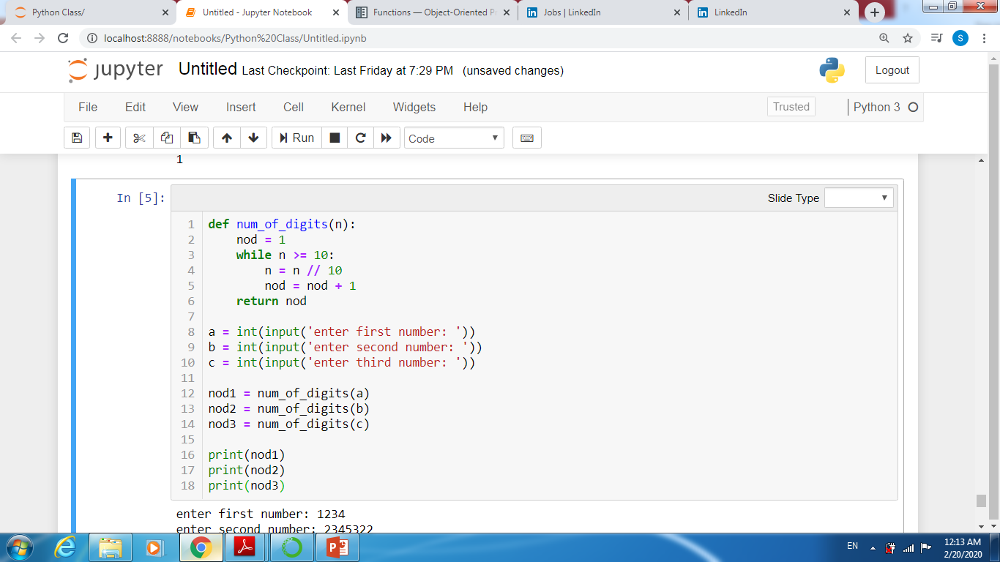 Python Class/
Untitled - Jupyter Notebook
Functions — Object-Oriented P
Jobs | LinkedIn
LinkedIn
localhost:8888/notebooks/Python%20Class/Untitled.ipynb
S
jupyter Untitled Last Checkpoint: Last Friday at 7:29 PM (unsaved changes)
Logout
File Edit View Insert Cell Kernel Widgets Help
Trusted
Python 3
Run
Code
1
In [5]:
Slide Type
1 def num_of_digits(n):
2     nod = 1
3     while n >= 10:
4         n = n // 10
5         nod = nod + 1
6     return nod
7
8 a = int(input('enter first number: '))
9 b = int(input('enter second number: '))
10 c = int(input('enter third number: '))
11
12 nod1 = num_of_digits(a)
13 nod2 = num_of_digits(b)
14 nod3 = num_of_digits(c)
15
16 print(nod1)
17 print(nod2)
18 print(nod3)
enter first number: 1234
enter second number: 2345322
EN
12:13 AM
2/20/2020